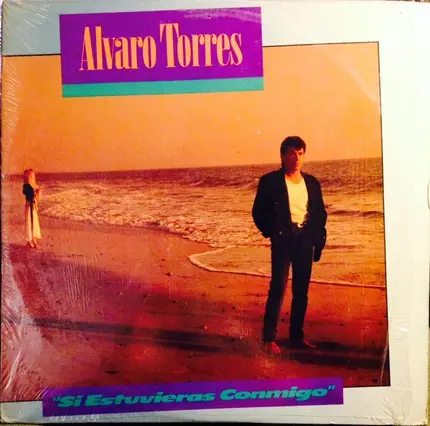 Alvaro Torres
"Si Estuvieras Conmigo"